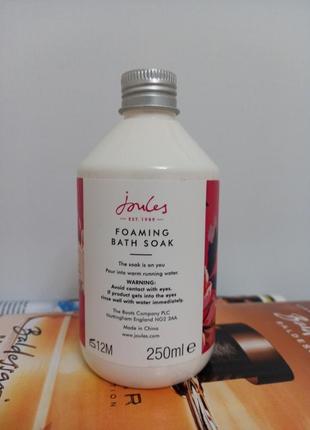 joules
EST. 1989
FOAMING
BATH SOAK
The soak is on you
Pour into warm running water.
WARNING:
Avoid contact with eyes.
If product gets into the eyes
rinse well with water immediately.
The Boots Company PLC
Nottingham England NG2 3AA
Made in China
www.joules.com
12M
250ml e